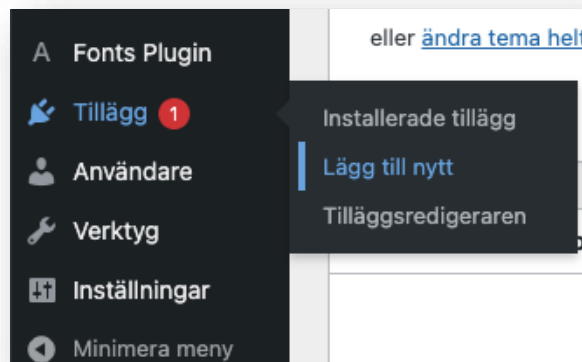 eller ändra tema helt
A Fonts Plugin
Tillägg 1
Installerade tillägg
Lägg till nytt
Tilläggsredigeraren
Användare
Verktyg
Inställningar
Minimera meny